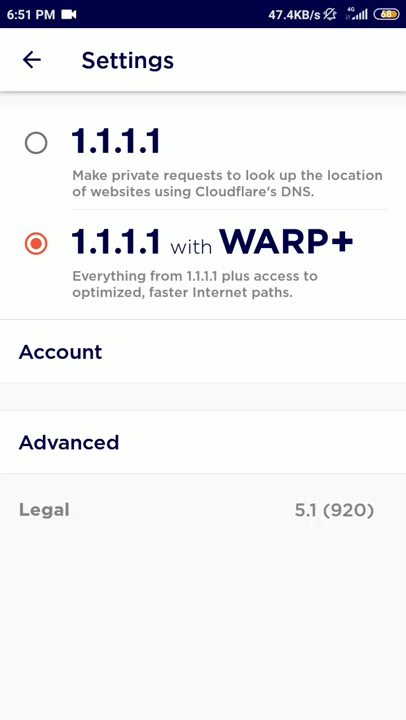 6:51 PM 47.4KB/s 4G 68
Settings
1.1.1.1
Make private requests to look up the location
of websites using Cloudflare's DNS.
1.1.1.1 with WARP+
Everything from 1.1.1.1 plus access to
optimized, faster Internet paths.
Account
Advanced
Legal 5.1 (920)